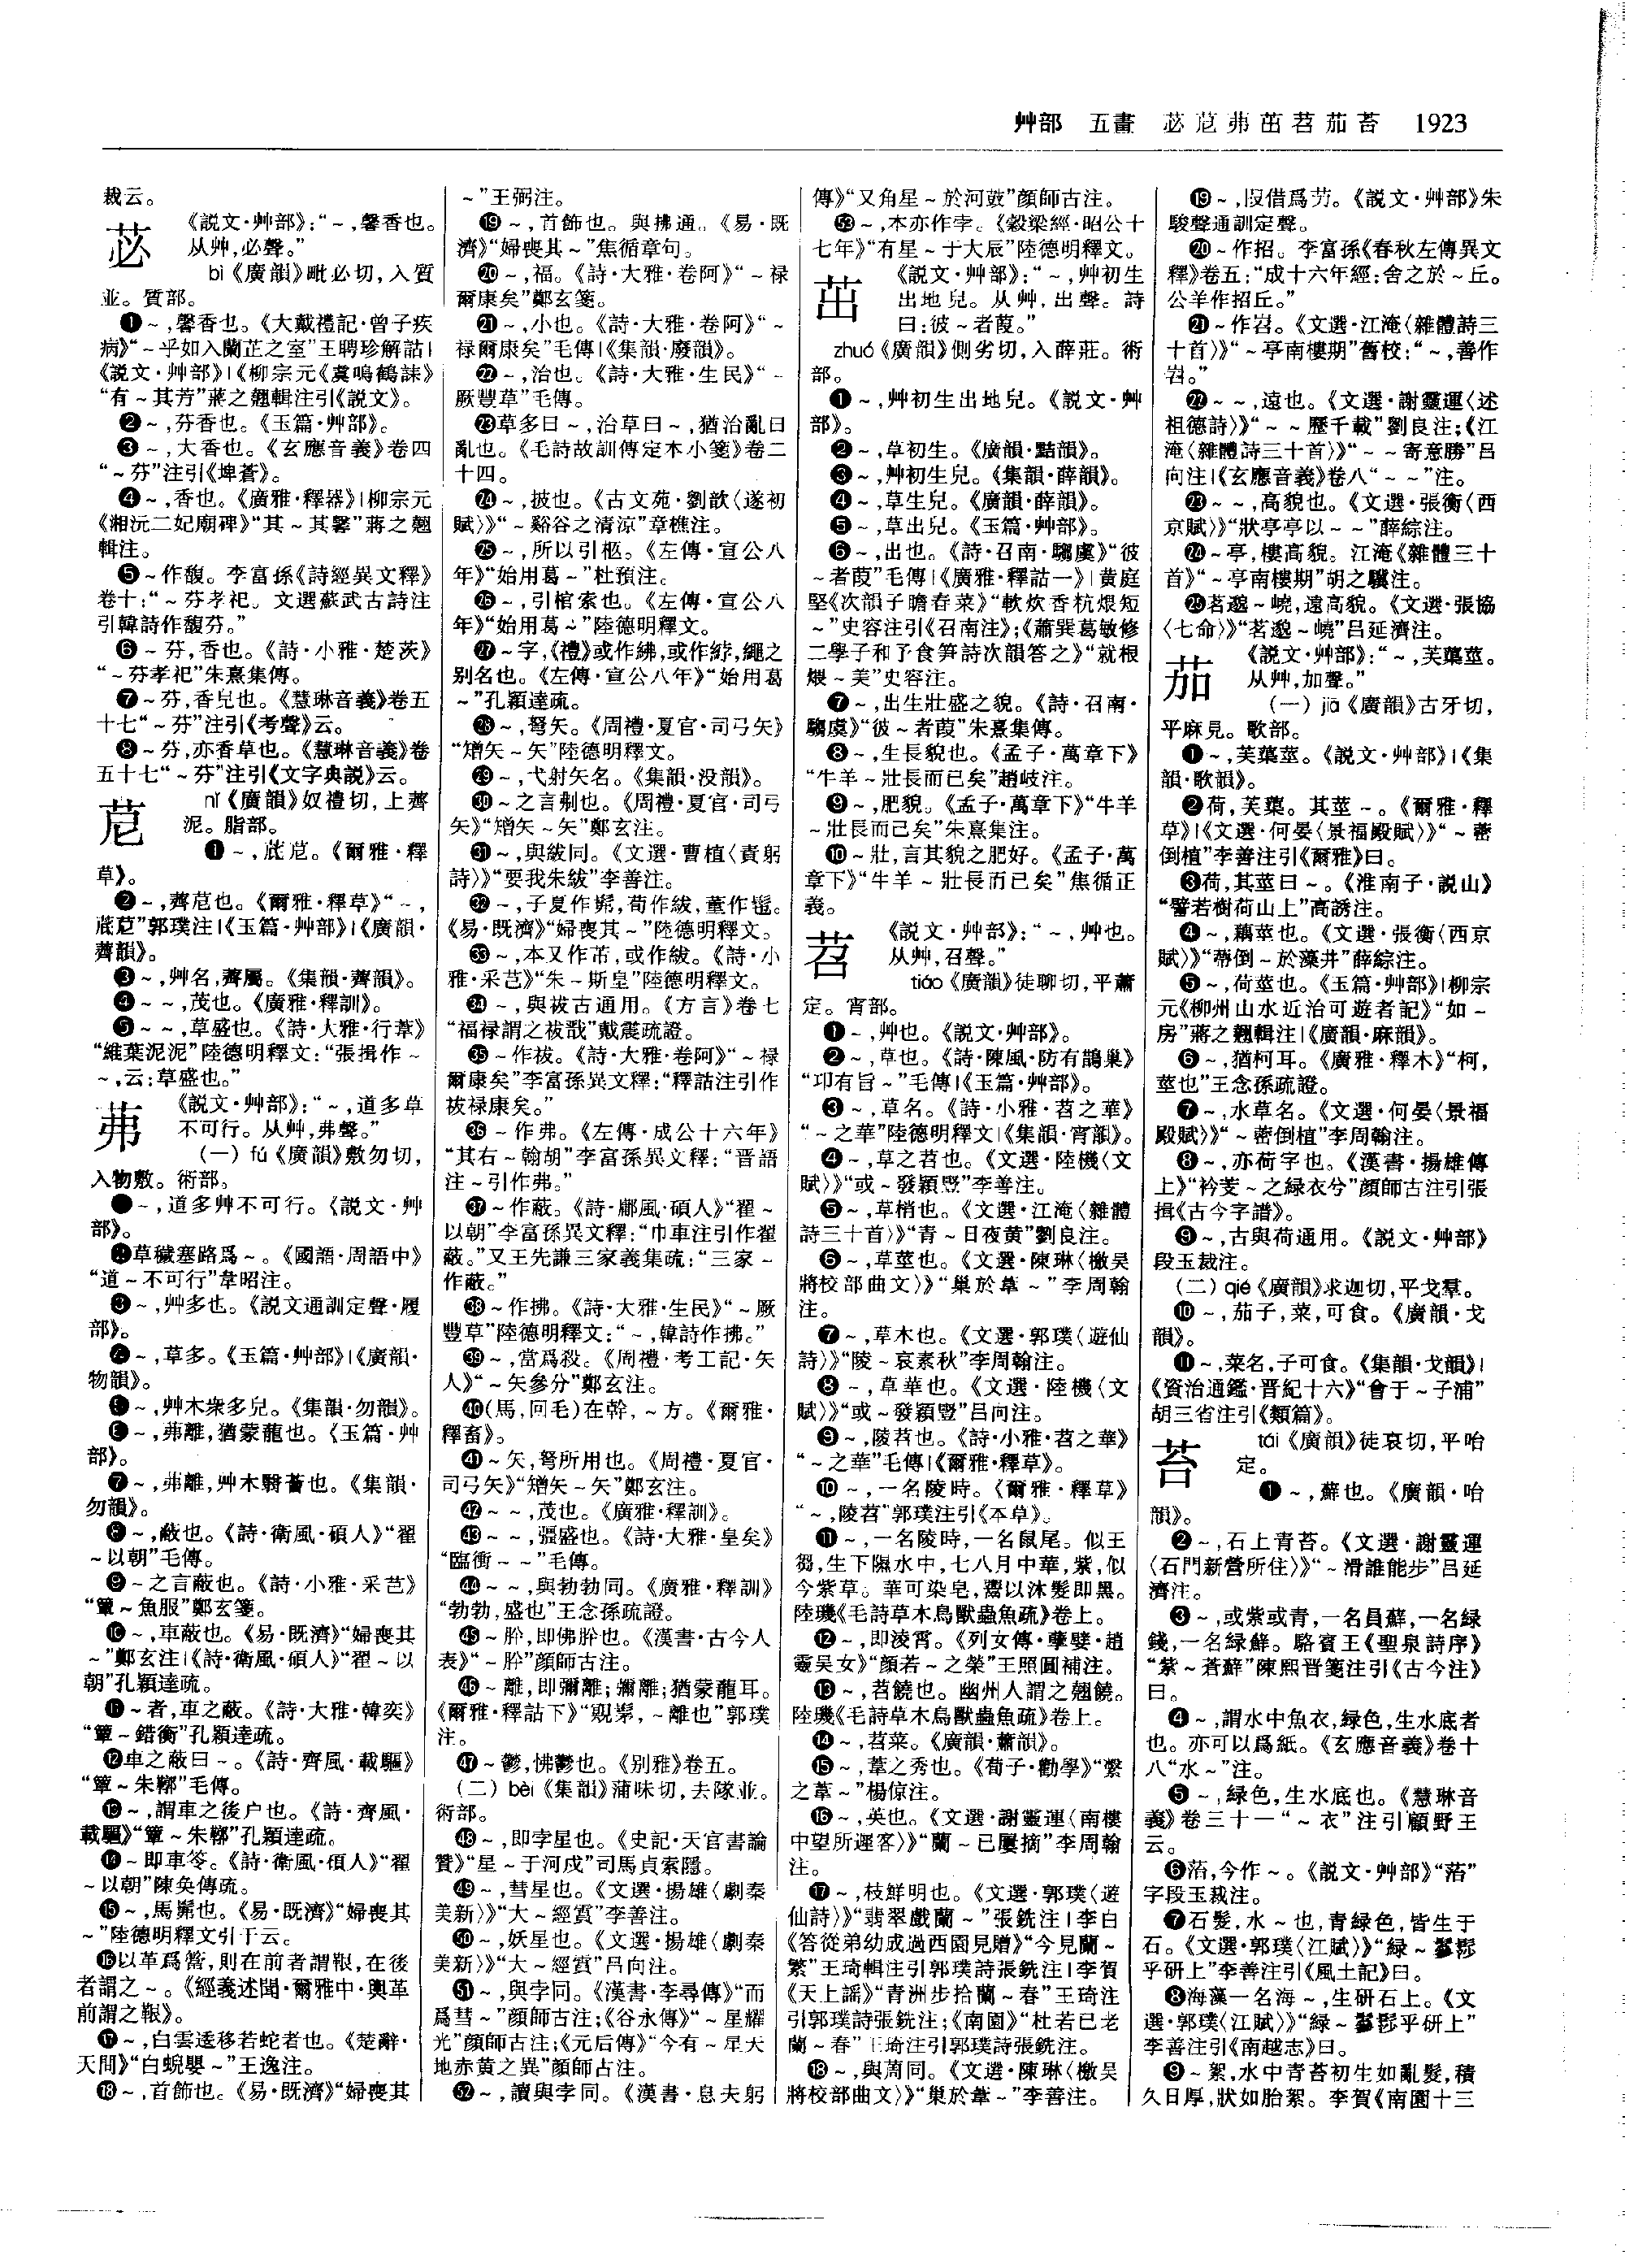 艸部 五畫 苾苨茀茁苕茄苔 1923
裁云。
苾 《説文·艸部》：“～，馨香也。
从艸，必聲。”
bì《廣韻》毗必切，入質
並。質部。
❶～，馨香也。《大戴禮記·曾子疾
病》“～乎如入蘭芷之室”王聘珍解詁|
《説文·艸部》|《柳宗元《虞鳴鶴誄》
“有～其芳”蔣之翹輯注引《説文》。
❷～，芬香也。《玉篇·艸部》。
❸～，大香也。《玄應音義》卷四
“～芬”注引《埤蒼》。
❹～，香也。《廣雅·釋器》|柳宗元
《湘沅二妃廟碑》“其～其馨”蔣之翹
輯注。
❺～作馥。李富孫《詩經異文釋》
卷十：“～芬孝祀。文選蘇武古詩注
引韓詩作馥芬。”
❻～芬，香也。《詩·小雅·楚茨》
“～芬孝祀”朱熹集傳。
❼～芬，香皃也。《慧琳音義》卷五
十七“～芬”注引《考聲》云。
❽～芬，亦香草也。《慧琳音義》卷
五十七“～芬”注引《文字典説》云。
苨 nǐ《廣韻》奴禮切，上薺
泥。脂部。
❶～，菧苨。《爾雅·釋
草》。
❷～，薺苨也。《爾雅·釋草》“～，
菧苨”郭璞注|《玉篇·艸部》|《廣韻·
薺韻》。
❸～，艸名，薺屬。《集韻·薺韻》。
❹～～，茂也。《廣雅·釋訓》。
❺～～，草盛也。《詩·大雅·行葦》
“維葉泥泥”陸德明釋文：“張揖作～
～，云：草盛也。”
茀 《説文·艸部》：“～，道多草
不可行。从艸，弗聲。”
（一）fú《廣韻》敷勿切，
入物敷。術部。
●～，道多艸不可行。《説文·艸
部》。
❷草穢塞路爲～。《國語·周語中》
“道～不可行”韋昭注。
❸～，艸多也。《説文通訓定聲·履
部》。
❹～，草多。《玉篇·艸部》|《廣韻·
物韻》。
❺～，艸木衆多皃。《集韻·勿韻》。
❻～，茀離，猶蒙蘢也。《玉篇·艸
部》。
❼～，茀離，艸木翳薈也。《集韻·
勿韻》。
❽～，蔽也。《詩·衛風·碩人》“翟
～以朝”毛傳。
❾～之言蔽也。《詩·小雅·采芑》
“簟～魚服”鄭玄箋。
❿～，車蔽也。《易·既濟》“婦喪其
～”鄭玄注|《詩·衛風·碩人》“翟～以
朝”孔穎達疏。
⓫～者，車之蔽。《詩·大雅·韓奕》
“簟～錯衡”孔穎達疏。
⓬車之蔽曰～。《詩·齊風·載驅》
“簟～朱鞹”毛傳。
⓭～，謂車之後户也。《詩·齊風·
載驅》“簟～朱鞹”孔穎達疏。
⓮～即車笭。《詩·衛風·碩人》“翟
～以朝”陳奂傳疏。
⓯～，馬髴也。《易·既濟》“婦喪其
～”陸德明釋文引干云。
⓰以革爲簹，則在前者謂報，在後
者謂之～。《經義述聞·爾雅中·輿革
前謂之報》。
⓱～，白雲逶移若蛇者也。《楚辭·
天問》“白蜺嬰～”王逸注。
⓲～，首飾也。《易·既濟》“婦喪其
～”王弼注。
⓳～，首飾也。與拂通。《易·既
濟》“婦喪其～”焦循章句。
⓴～，福。《詩·大雅·卷阿》“～禄
爾康矣”鄭玄箋。
㉑～，小也。《詩·大雅·卷阿》“～
禄爾康矣”毛傳|《集韻·廢韻》。
㉒～，治也。《詩·大雅·生民》“～
厥豐草”毛傳。
㉓草多曰～，治草曰～，猶治亂曰
亂也。《毛詩故訓傳定本小箋》卷二
十四。
㉔～，披也。《古文苑·劉歆〈遂初
賦〉》“～谿谷之清涼”章樵注。
㉕～，所以引柩。《左傳·宣公八
年》“始用葛～”杜預注。
㉖～，引棺索也。《左傳·宣公八
年》“始用葛～”陸德明釋文。
㉗～字，《禮》或作紼，或作綍，繩之
别名也。《左傳·宣公八年》“始用葛
～”孔穎達疏。
㉘～，弩矢。《周禮·夏官·司弓矢》
“矰矢～矢”陸德明釋文。
㉙～，弋射矢名。《集韻·没韻》。
㉚～之言刜也。《周禮·夏官·司弓
矢》“矰矢～矢”鄭玄注。
㉛～，與紱同。《文選·曹植〈責躬
詩〉》“要我朱紱”李善注。
㉜～，子夏作髴，荀作紱，董作髢。
《易·既濟》“婦喪其～”陸德明釋文。
㉝～，本又作芾，或作紱。《詩·小
雅·采芑》“朱～斯皇”陸德明釋文。
㉞～，與祓古通用。《方言》卷七
“福禄謂之祓戩”戴震疏證。
㉟～作祓。《詩·大雅·卷阿》“～禄
爾康矣”李富孫異文釋：“釋詁注引作
祓禄康矣。”
㊱～作弗。《左傳·成公十六年》
“其右～翰胡”李富孫異文釋：“晋語
注～引作弗。”
㊲～作蔽。《詩·鄘風·碩人》“翟～
以朝”李富孫異文釋：“巾車注引作翟
蔽。”又王先謙三家義集疏：“三家～
作蔽。”
㊳～作拂。《詩·大雅·生民》“～厥
豐草”陸德明釋文：“～，韓詩作拂。”
㊴～，當爲殺。《周禮·考工記·矢
人》“～矢參分”鄭玄注。
㊵（馬，回毛）在幹，～方。《爾雅·
釋畜》。
㊶～矢，弩所用也。《周禮·夏官·
司弓矢》“矰矢～矢”鄭玄注。
㊷～～，茂也。《廣雅·釋訓》。
㊸～～，彊盛也。《詩·大雅·皇矣》
“臨衝～～”毛傳。
㊹～～，與勃勃同。《廣雅·釋訓》
“勃勃，盛也”王念孫疏證。
㊺～肸，即佛肸也。《漢書·古今人
表》“～肸”顔師古注。
㊻～離，即彌離；彌離；猶蒙蘢耳。
《爾雅·釋詁下》“覭髳，～離也”郭璞
注。
㊼～鬱，怫鬱也。《别雅》卷五。
（二）bèi《集韻》蒲昧切，去隊並。
術部。
㊽～，即孛星也。《史記·天官書論
贊》“星～于河戍”司馬貞索隱。
㊾～，彗星也。《文選·揚雄〈劇秦
美新〉》“大～經賨”李善注。
㊿～，妖星也。《文選·揚雄〈劇秦
美新〉》“大～經賨”吕向注。
51～，與孛同。《漢書·李尋傳》“而
爲彗～”顔師古注；《谷永傳》“～星耀
光”顔師古注；《元后傳》“今有～星天
地赤黄之異”顔師古注。
52～，讀與孛同。《漢書·息夫躬
傳》“又角星～於河鼓”顔師古注。
53～，本亦作孛。《穀梁經·昭公十
七年》“有星～于大辰”陸德明釋文。
茁 《説文·艸部》：“～，艸初生
出地皃。从艸，出聲。詩
曰：彼～者葭。”
zhuó《廣韻》側劣切，入薛莊。術
部。
❶～，艸初生出地皃。《説文·艸
部》。
❷～，草初生。《廣韻·黠韻》。
❸～，艸初生皃。《集韻·薛韻》。
❹～，草生皃。《廣韻·薛韻》。
❺～，草出皃。《玉篇·艸部》。
❻～，出也。《詩·召南·騶虞》“彼
～者葭”毛傳|《廣雅·釋詁一》|黄庭
堅《次韻子瞻春菜》“軟炊香秔煨短
～”史容注引《召南注》；《蕭巽葛敏修
二學子和予食笋詩次韻答之》“就根
煨～美”史容注。
❼～，出生壯盛之貌。《詩·召南·
騶虞》“彼～者葭”朱熹集傳。
❽～，生長貌也。《孟子·萬章下》
“牛羊～壯長而已矣”趙岐注。
❾～，肥貌。《孟子·萬章下》“牛羊
～壯長而已矣”朱熹集注。
❿～壯，言其貌之肥好。《孟子·萬
章下》“牛羊～壯長而已矣”焦循正
義。
苕 《説文·艸部》：“～，艸也。
从艸，召聲。”
tiáo《廣韻》徒聊切，平蕭
定。宵部。
❶～，艸也。《説文·艸部》。
❷～，草也。《詩·陳風·防有鵲巢》
“邛有旨～”毛傳|《玉篇·艸部》。
❸～，草名。《詩·小雅·苕之華》
“～之華”陸德明釋文|《集韻·宵韻》。
❹～，草之苕也。《文選·陸機〈文
賦〉》“或～發穎竪”李善注。
❺～，草梢也。《文選·江淹〈雜體
詩三十首〉》“青～日夜黄”劉良注。
❻～，草莖也。《文選·陳琳〈檄吴
將校部曲文〉》“巢於葦～”李周翰
注。
❼～，草木也。《文選·郭璞〈遊仙
詩〉》“陵～哀素秋”李周翰注。
❽～，草華也。《文選·陸機〈文
賦〉》“或～發穎豎”吕向注。
❾～，陵苕也。《詩·小雅·苕之華》
“～之華”毛傳|《爾雅·釋草》。
❿～，一名陵時。《爾雅·釋草》
“～，陵苕”郭璞注引《本草》。
⓫～，一名陵時，一名鼠尾。似王
芻，生下隰水中，七八月中華，紫，似
今紫草。華可染皂，鬻以沐髮即黑。
陸璣《毛詩草木鳥獸蟲魚疏》卷上。
⓬～，即淩霄。《列女傳·孽嬖·趙
靈吴女》“顔若～之榮”王照圓補注。
⓭～，苕饒也。幽州人謂之翹饒。
陸璣《毛詩草木鳥獸蟲魚疏》卷上。
⓮～，苕菜。《廣韻·蕭韻》。
⓯～，葦之秀也。《荀子·勸學》“繫
之葦～”楊倞注。
⓰～，英也。《文選·謝靈運〈南樓
中望所遲客〉》“蘭～已屢摘”李周翰
注。
⓱～，枝鮮明也。《文選·郭璞〈遊
仙詩〉》“翡翠戲蘭～”張銑注|李白
《答從弟幼成過西園見贈》“今見蘭～
繁”王琦輯注引郭璞詩張銑注|李賀
《天上謡》“青洲步拾蘭～春”王琦注
引郭璞詩張銑注；《南園》“杜若已老
蘭～春”王琦注引郭璞詩張銑注。
⓲～，與䓝同。《文選·陳琳〈檄吴
將校部曲文〉》“巢於葦～”李善注。
⓳～，假借爲芀。《説文·艸部》朱
駿聲通訓定聲。
⓴～作招。李富孫《春秋左傳異文
釋》卷五：“成十六年經：舍之於～丘。
公羊作招丘。”
㉑～作岧。《文選·江淹〈雜體詩三
十首〉》“～亭南樓期”舊校：“～，善作
岧。”
㉒～～，遠也。《文選·謝靈運〈述
祖德詩〉》“～～歷千載”劉良注；《江
淹〈雜體詩三十首〉》“～～寄意勝”吕
向注|《玄應音義》卷八“～～”注。
㉓～～，高貌也。《文選·張衡〈西
京賦〉》“狀亭亭以～～”薛綜注。
㉔～亭，樓高貌。江淹《雜體三十
首》“～亭南樓期”胡之驥注。
㉕苕邈～嶢，遠高貌。《文選·張協
〈七命〉》“苕邈～嶢”吕延濟注。
茄 《説文·艸部》：“～，芙蕖莖。
从艸，加聲。”
（一）jiā《廣韻》古牙切，
平麻見。歌部。
❶～，芙蕖莖。《説文·艸部》|《集
韻·歌韻》。
❷荷，芙蕖。其莖～。《爾雅·釋
草》|《文選·何晏〈景福殿賦〉》“～蔤
倒植”李善注引《爾雅》曰。
❸荷，其莖曰～。《淮南子·説山》
“譬若樹荷山上”高誘注。
❹～，藕莖也。《文選·張衡〈西京
賦〉》“蔕倒～於藻井”薛綜注。
❺～，荷莖也。《玉篇·艸部》|柳宗
元《柳州山水近治可遊者記》“如～
房”蔣之翹輯注|《廣韻·麻韻》。
❻～，猶柯耳。《廣雅·釋木》“柯，
莖也”王念孫疏證。
❼～，水草名。《文選·何晏〈景福
殿賦〉》“～蔤倒植”李周翰注。
❽～，亦荷字也。《漢書·揚雄傳
上》“衿芰～之緑衣兮”顔師古注引張
揖《古今字譜》。
❾～，古與荷通用。《説文·艸部》
段玉裁注。
（二）qié《廣韻》求迦切，平戈羣。
❿～，茄子，菜，可食。《廣韻·戈
韻》。
⓫～，菜名，子可食。《集韻·戈韻》|
《資治通鑑·晋紀十六》“會于～子浦”
胡三省注引《類篇》。
苔 tái《廣韻》徒哀切，平咍
定。
❶～，蘚也。《廣韻·咍
韻》。
❷～，石上青苔。《文選·謝靈運
〈石門新營所住〉》“～滑誰能步”吕延
濟注。
❸～，或紫或青，一名員蘚，一名緑
錢，一名緑蘚。駱賓王《聖泉詩序》
“紫～蒼蘚”陳熙晋箋注引《古今注》
曰。
❹～，謂水中魚衣，緑色，生水底者
也。亦可以爲紙。《玄應音義》卷十
八“水～”注。
❺～，緑色，生水底也。《慧琳音
義》卷三十一“～衣”注引顧野王
云。
❻菭，今作～。《説文·艸部》“菭”
字段玉裁注。
❼石髮，水～也，青緑色，皆生于
石。《文選·郭璞〈江賦〉》“緑～鬖髿
乎研上”李善注引《風土記》曰。
❽海藻一名海～，生研石上。《文
選·郭璞〈江賦〉》“緑～鬖髿乎研上”
李善注引《南越志》曰。
❾～絮，水中青苔初生如亂髮，積
久日厚，狀如胎絮。李賀《南園十三